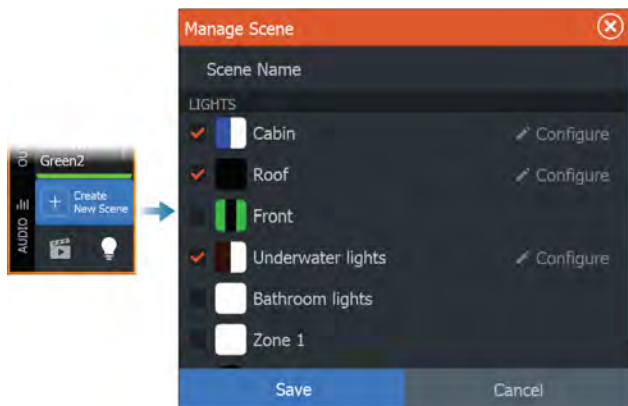 Manage Scene
Scene Name
LIGHTS
Cabin
Configure
Roof
Configure
Front
Underwater lights
Configure
Bathroom lights
Zone 1
Save
Cancel
Green2
Create
New Scene
AUDIO